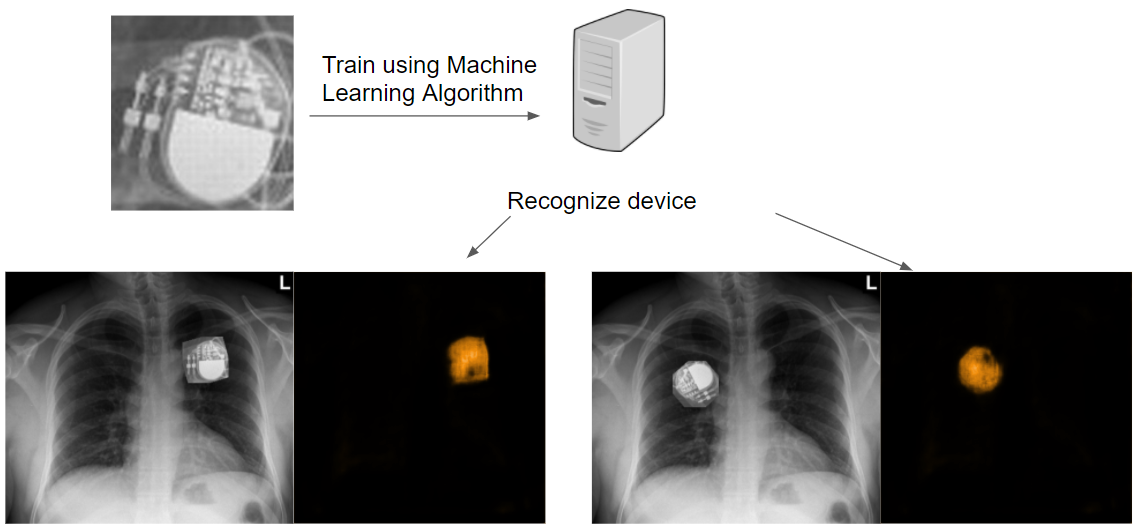 Train using Machine
Learning Algorithm
Recognize device
L
L